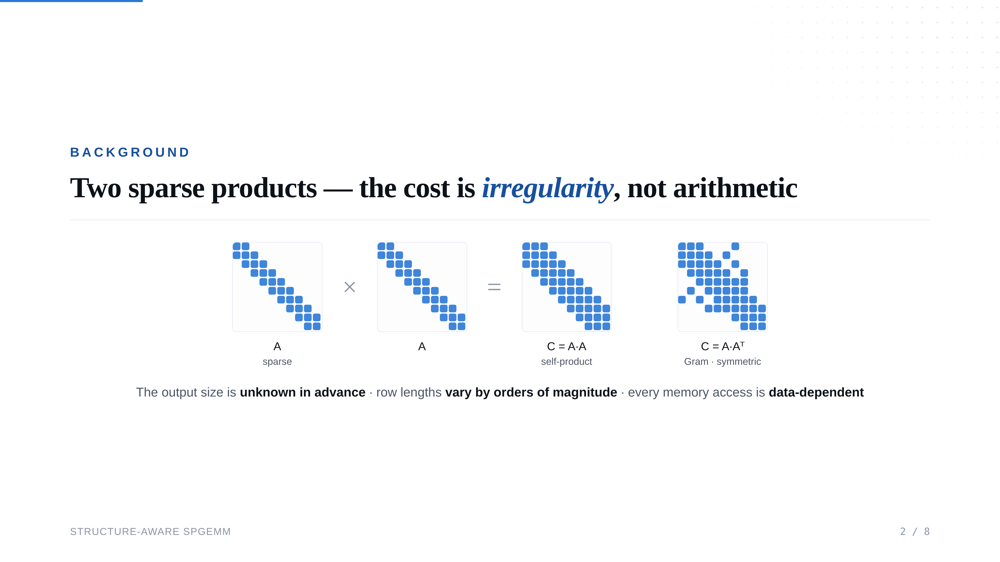 BACKGROUND
Two sparse products — the cost is irregularity, not arithmetic
× =
A A C = A·A C = A·Aᵀ
sparse self-product Gram · symmetric
The output size is unknown in advance · row lengths vary by orders of magnitude · every memory access is data-dependent
STRUCTURE-AWARE SPGEMM 2 / 8